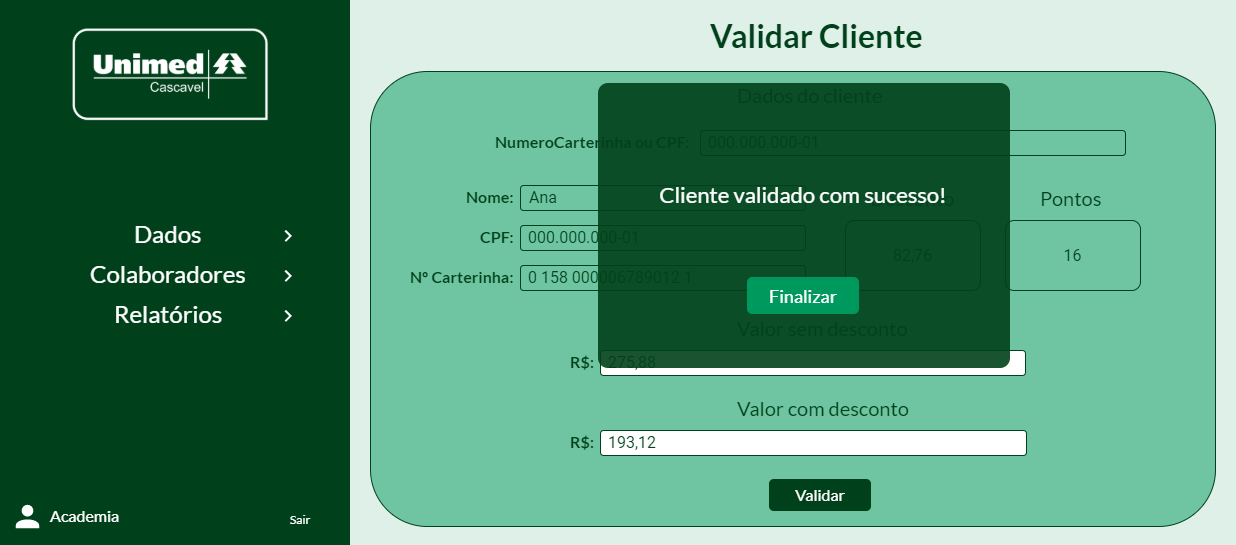 Unimed
Cascavel
Dados
Colaboradores
Relatórios
Academia
Sair
Validar Cliente
Dados do cliente
NumeroCarterinha ou CPF: 000.000.000-01
Nome: Ana
CPF: 000.000.000-01
Nº Carterinha: 0 158 000006789012 1
Cliente validado com sucesso!
Pontos
82,76
16
Finalizar
Valor sem desconto
R$: 275,88
Valor com desconto
R$: 193,12
Validar